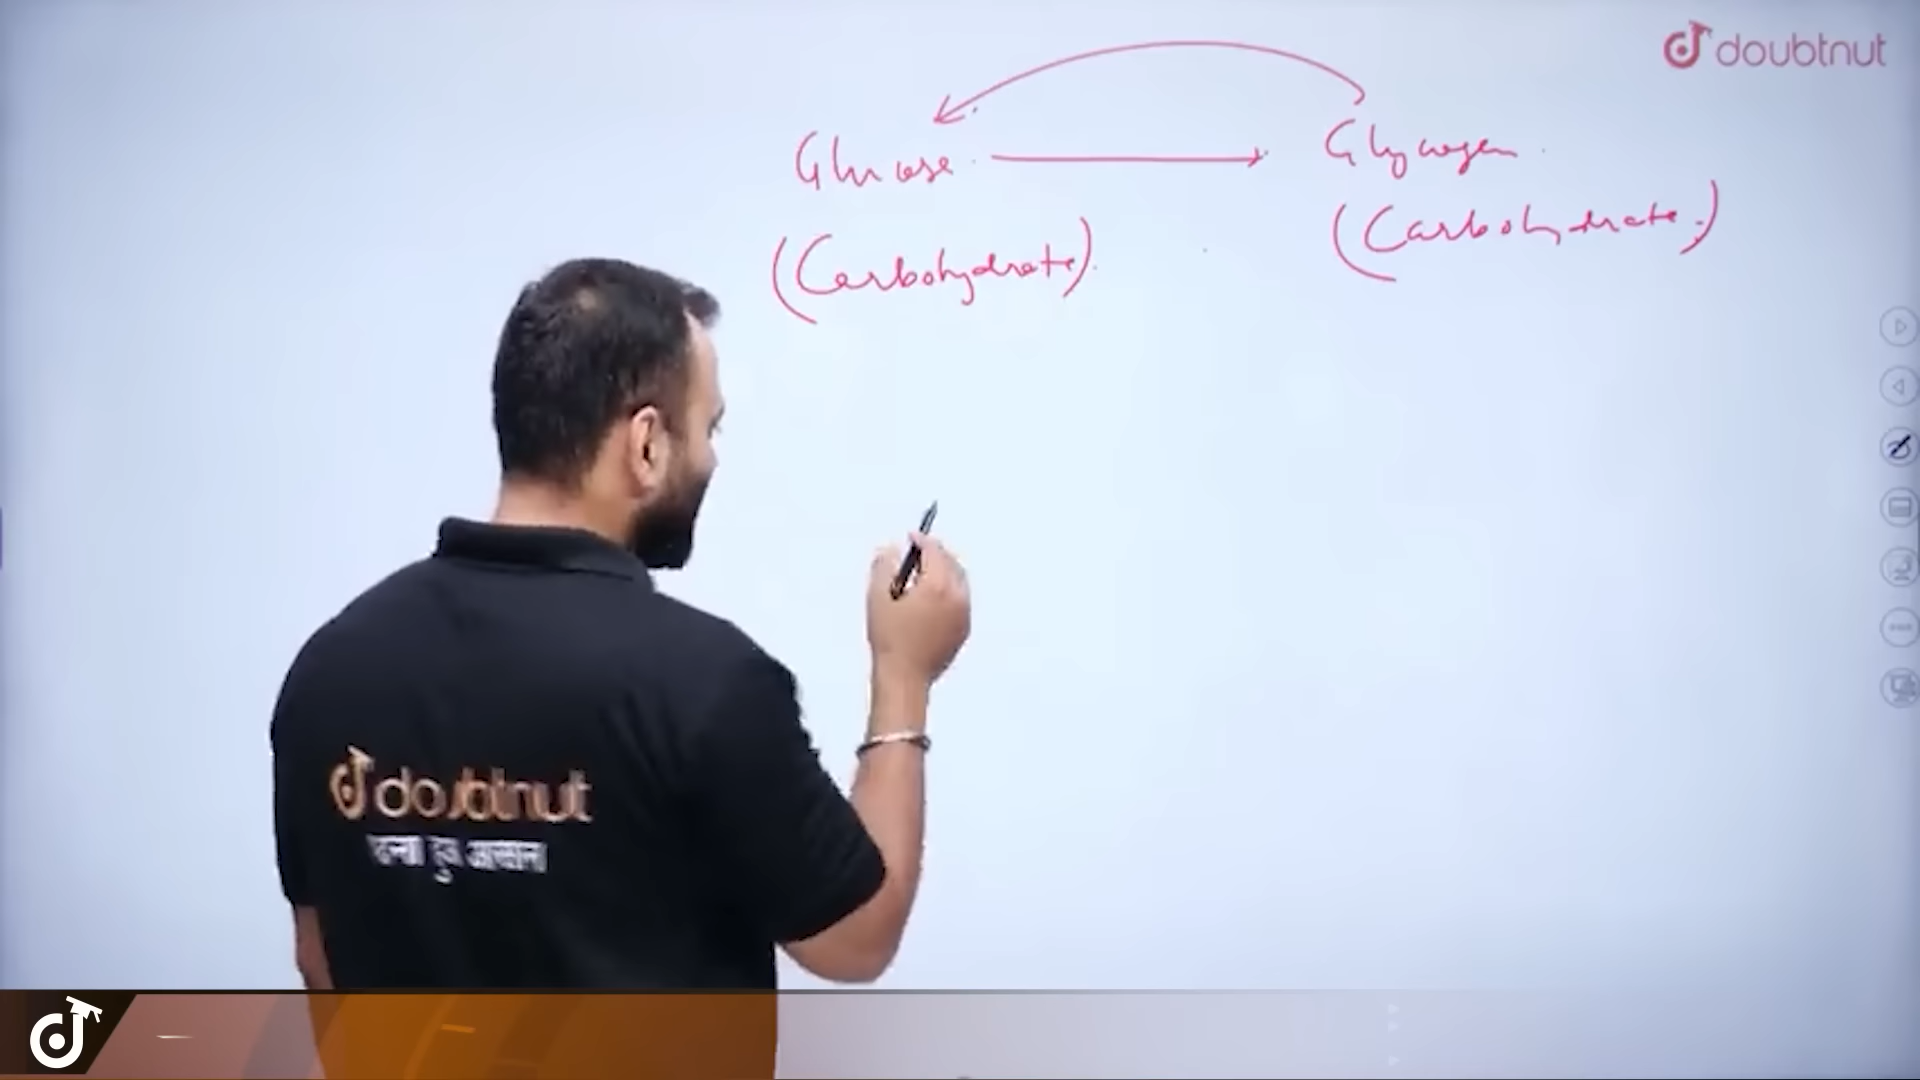 doubtnut
Glucose → Glycogen
(Carbohydrate) (Carbohydrate)
doubtnut